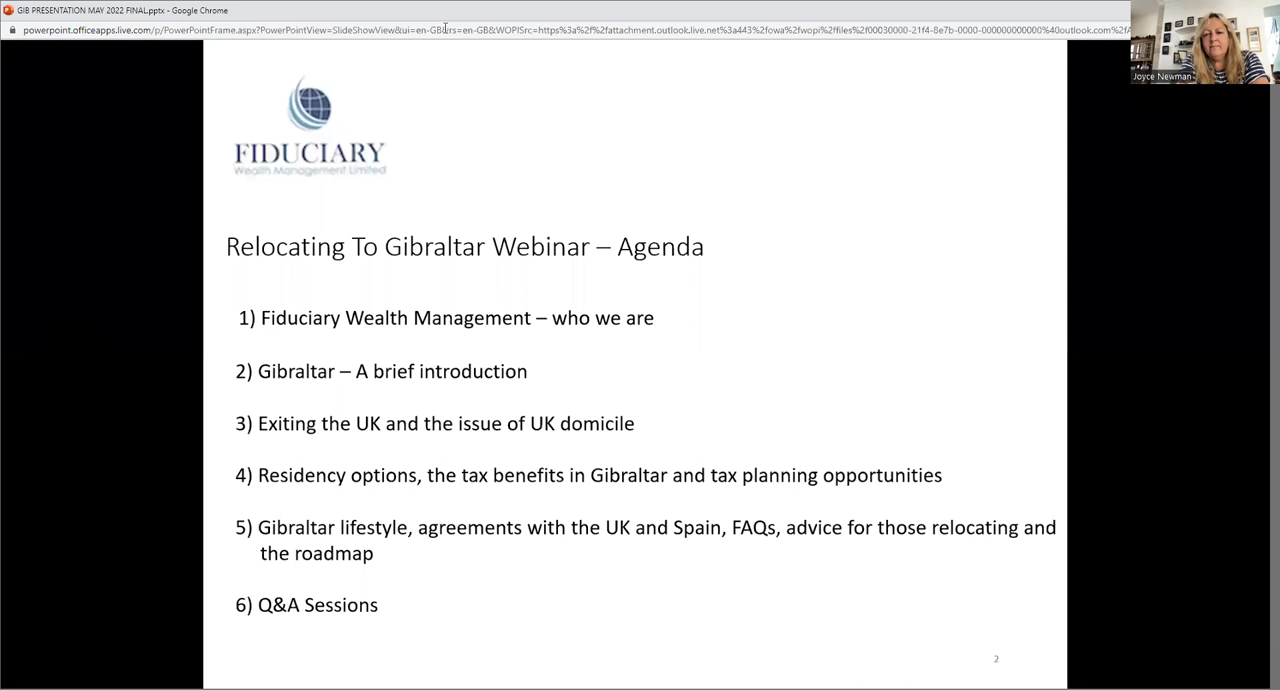 GIB PRESENTATION MAY 2022 FINAL.pptx - Google Chrome
powerpoint.officeapps.live.com/p/PowerPointFrame.aspx?PowerPointView=SlideShowView&ui=en-GB&rs=en-GB&WOPISrc=https%3a%2f%2fattachment.outlook.live.net%3a443%2fowa%2fwopi%2ffiles%2f00030000-21f4-8e7b-0000-000000000000%40outlook.com%2f
Joyce Newman
FIDUCIARY
Wealth Management Limited
Relocating To Gibraltar Webinar – Agenda
1) Fiduciary Wealth Management – who we are
2) Gibraltar – A brief introduction
3) Exiting the UK and the issue of UK domicile
4) Residency options, the tax benefits in Gibraltar and tax planning opportunities
5) Gibraltar lifestyle, agreements with the UK and Spain, FAQs, advice for those relocating and
the roadmap
6) Q&A Sessions
2